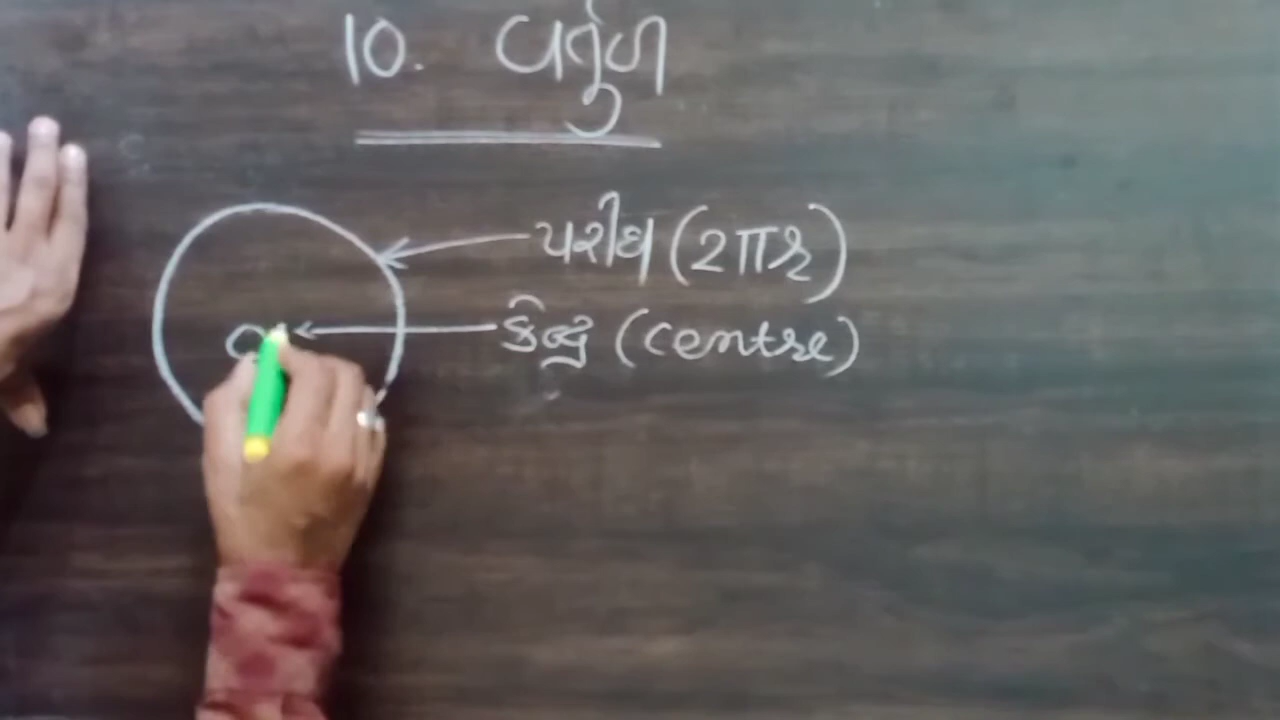 10. વર્તુળ
પરીઘ (2πr)
કેન્દ્ર (centre)
O